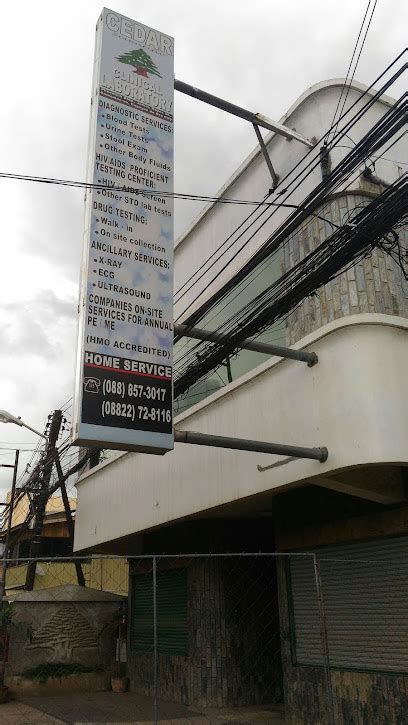 CEDAR
CLINICAL
LABORATORY
DIAGNOSTIC SERVICES:
• Blood Tests
• Urine Tests
• Stool Exam
• Other Body Fluids
HIV/AIDS PROFICIENT
TESTING CENTER:
• HIV / AIDS Screen
• Other STD lab tests
DRUG TESTING:
• Walk - in
• On site collection
ANCILLARY SERVICES:
• X-RAY
• ECG
• ULTRASOUND
COMPANIES ON-SITE
SERVICES FOR ANNUAL
PE / ME
(HMO ACCREDITED)
HOME SERVICE
(088) 857-3017
(08822) 72-8116